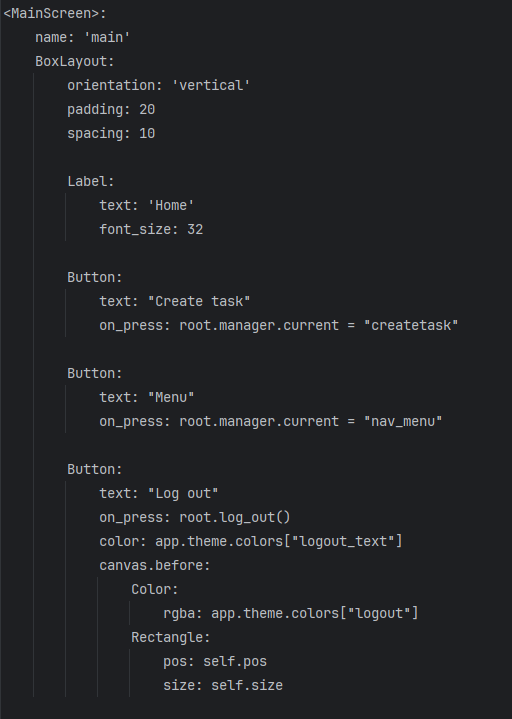 <MainScreen>:
    name: 'main'
    BoxLayout:
        orientation: 'vertical'
        padding: 20
        spacing: 10

        Label:
            text: 'Home'
            font_size: 32

        Button:
            text: "Create task"
            on_press: root.manager.current = "createtask"

        Button:
            text: "Menu"
            on_press: root.manager.current = "nav_menu"

        Button:
            text: "Log out"
            on_press: root.log_out()
            color: app.theme.colors["logout_text"]
            canvas.before:
                Color:
                    rgba: app.theme.colors["logout"]
                Rectangle:
                    pos: self.pos
                    size: self.size